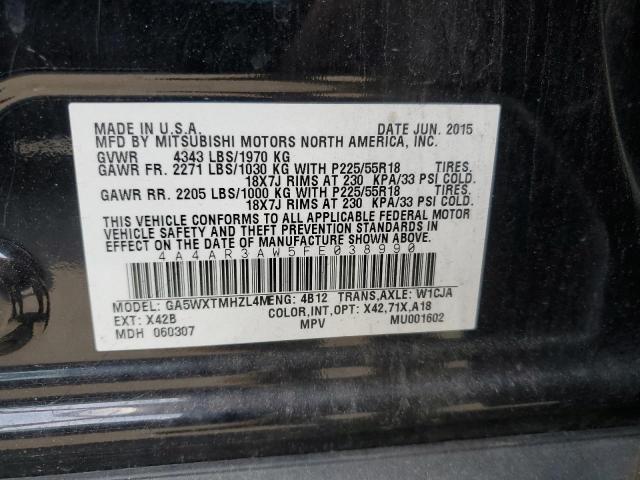 MADE IN U.S.A. DATE JUN. 2015
MFD BY MITSUBISHI MOTORS NORTH AMERICA, INC.
GVWR 4343 LBS/1970 KG
GAWR FR. 2271 LBS/1030 KG WITH P225/55R18 TIRES.
18X7J RIMS AT 230 KPA/33 PSI COLD.
GAWR RR. 2205 LBS/1000 KG WITH P225/55R18 TIRES.
18X7J RIMS AT 230 KPA/33 PSI COLD.
THIS VEHICLE CONFORMS TO ALL APPLICABLE FEDERAL MOTOR
VEHICLE SAFETY AND THEFT PREVENTION STANDARDS IN
EFFECT ON THE DATE OF MANUFACTURE SHOWN ABOVE.
4A4AR3AW5FE038990
MODEL: GA5WXTMHZL4M ENG: 4B12 TRANS,AXLE: W1CJA
EXT: X42B COLOR,INT,OPT: X42,71X,A18
MDH 060307 MPV MU001602